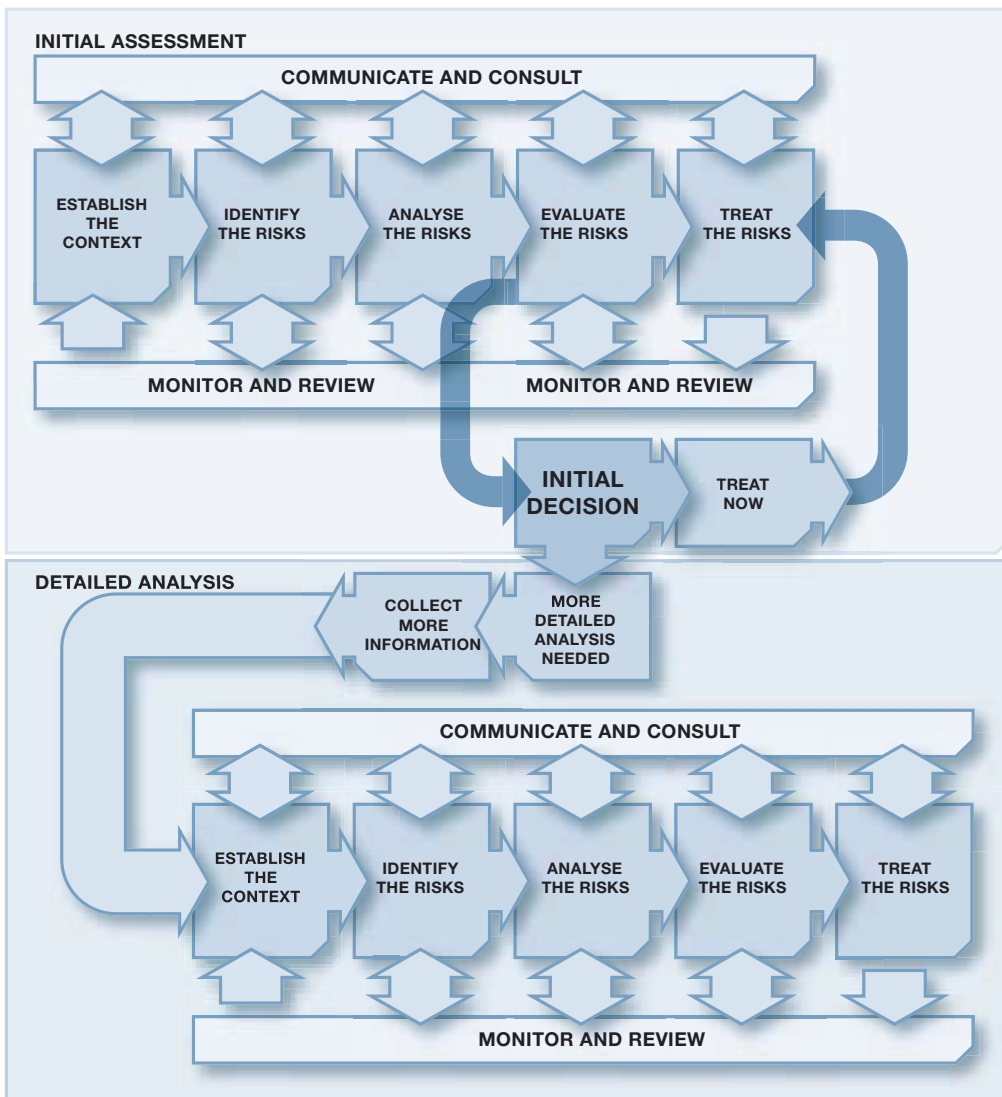 INITIAL ASSESSMENT
COMMUNICATE AND CONSULT
ESTABLISH
THE
CONTEXT
IDENTIFY
THE RISKS
ANALYSE
THE RISKS
EVALUATE
THE RISKS
TREAT
THE RISKS
MONITOR AND REVIEW
MONITOR AND REVIEW
INITIAL
DECISION
TREAT
NOW
DETAILED ANALYSIS
COLLECT
MORE
INFORMATION
MORE
DETAILED
ANALYSIS
NEEDED
COMMUNICATE AND CONSULT
ESTABLISH
THE
CONTEXT
IDENTIFY
THE RISKS
ANALYSE
THE RISKS
EVALUATE
THE RISKS
TREAT
THE RISKS
MONITOR AND REVIEW